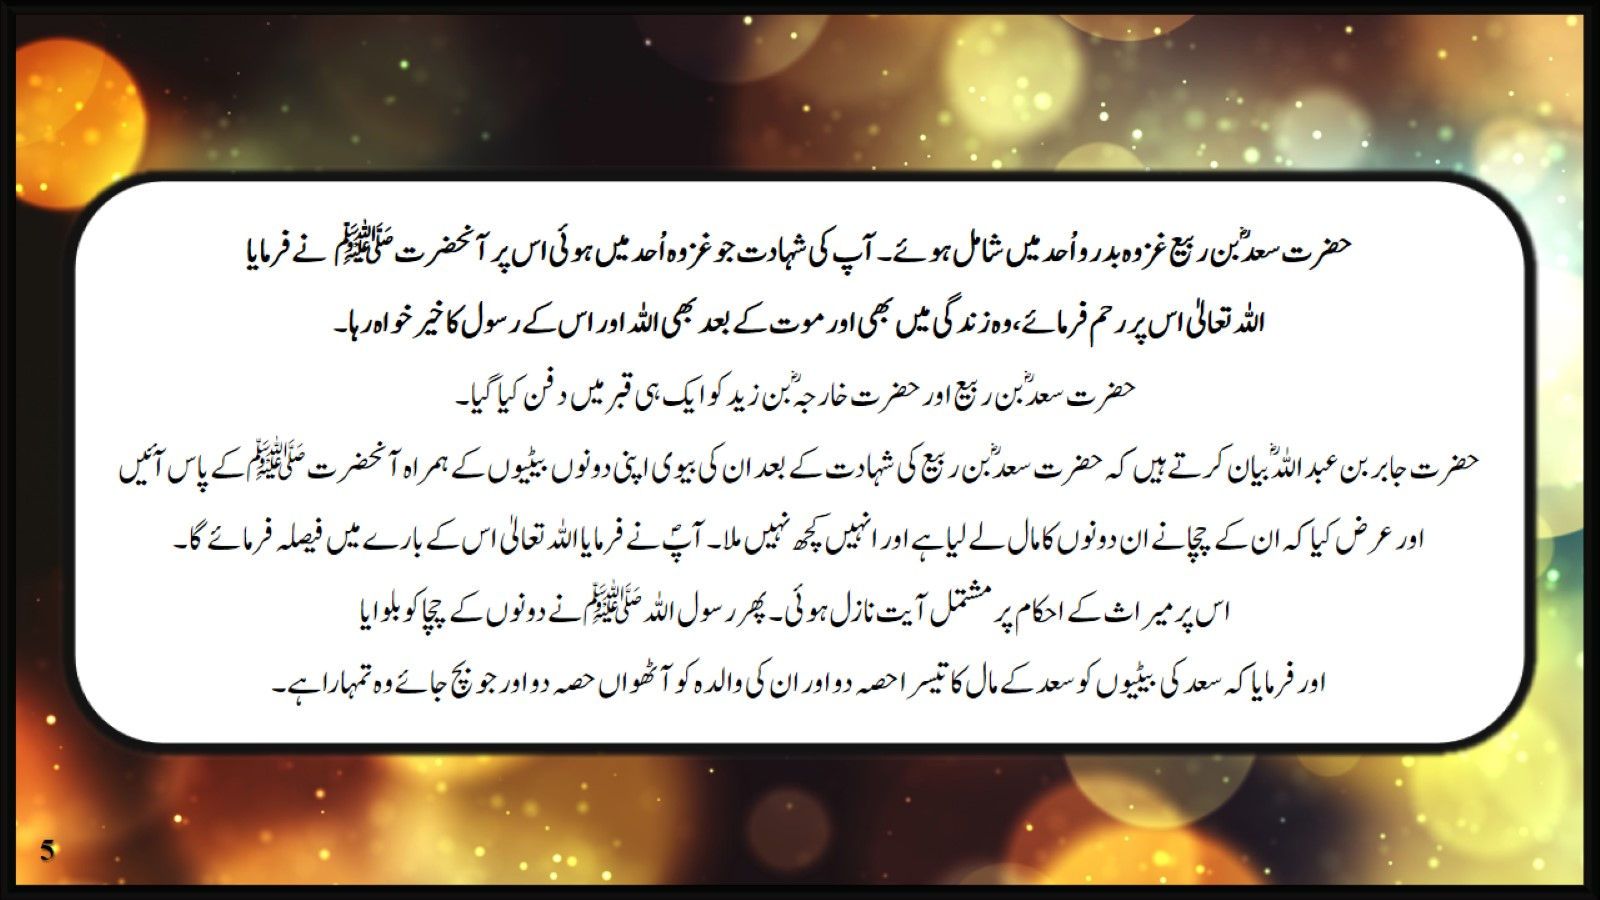 حضرت سعدؓ بن ربیع غزوہ بدر و اُحد میں شامل ہوئے۔ آپ کی شہادت جو غزوہ اُحد میں ہوئی اس پر آنحضرت ﷺ نے فرمایا
اللہ تعالیٰ اس پر رحم فرمائے، وہ زندگی میں بھی اور موت کے بعد بھی اللہ اور اس کے رسول کا خیر خواہ رہا۔
حضرت سعدؓ بن ربیع اور حضرت خارجہؓ بن زید کو ایک ہی قبر میں دفن کیا گیا۔
حضرت جابر بن عبد اللہؓ بیان کرتے ہیں کہ حضرت سعدؓ بن ربیع کی شہادت کے بعد ان کی بیوی اپنی دونوں بیٹیوں کے ہمراہ آنحضرت ﷺ کے پاس آئیں
اور عرض کیا کہ ان کے چچا نے ان دونوں کا مال لے لیا ہے اور انہیں کچھ نہیں ملا۔ آپؐ نے فرمایا اللہ تعالیٰ اس کے بارے میں فیصلہ فرمائے گا۔
اس پر میراث کے احکام پر مشتمل آیت نازل ہوئی۔ پھر رسول اللہ ﷺ نے دونوں کے چچا کو بلوایا
اور فرمایا کہ سعد کی بیٹیوں کو سعد کے مال کا تیسرا حصہ دو اور ان کی والدہ کو آٹھواں حصہ دو اور جو بچ جائے وہ تمہارا ہے۔
5